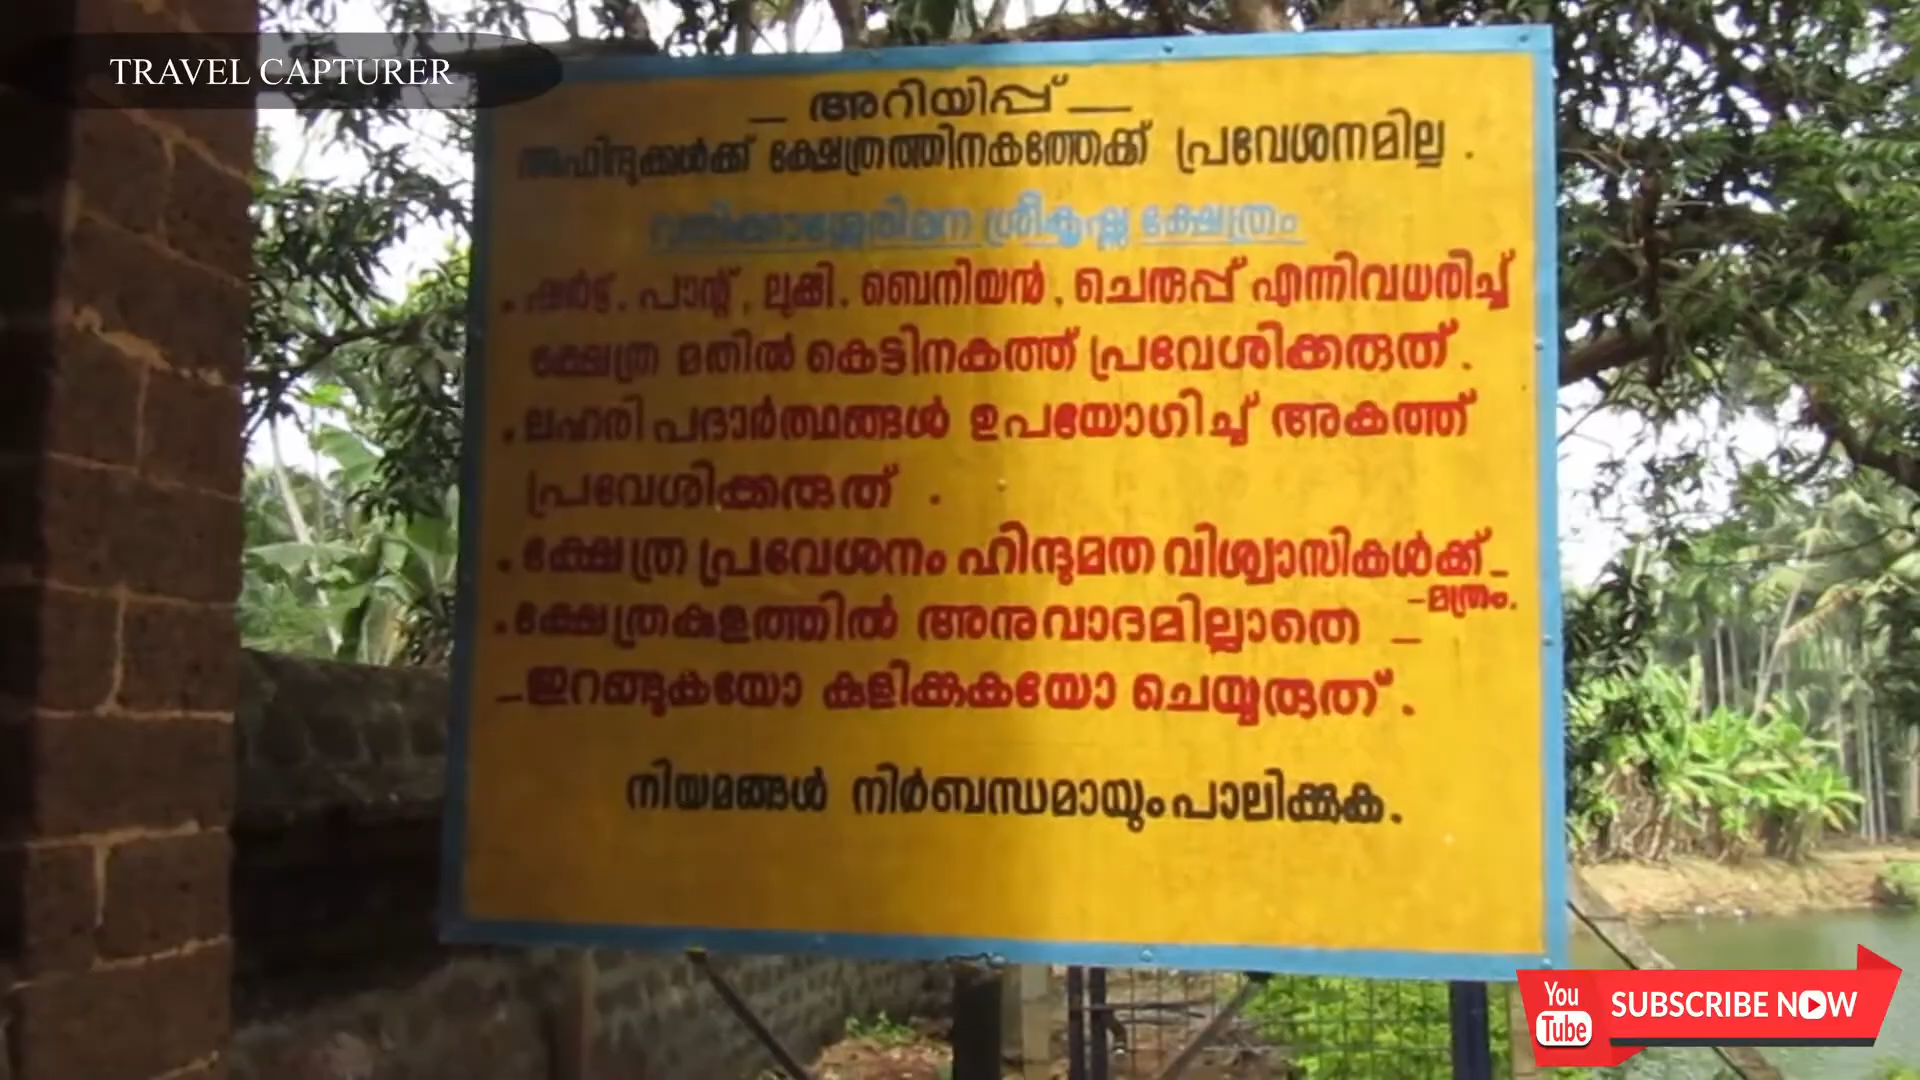 TRAVEL CAPTURER
അറിയിപ്പ്
അഹിന്ദുക്കൾക്ക് ക്ഷേത്രത്തിനകത്തേക്ക് പ്രവേശനമില്ല .
ശ്രീകൃഷ്ണ ക്ഷേത്രം
. ഷർട്ട്, പാന്റ്, ലുങ്കി, ബെനിയൻ, ചെരുപ്പ് എന്നിവധരിച്ച്
ക്ഷേത്ര മതിൽ കെട്ടിനകത്ത് പ്രവേശിക്കരുത് .
. ലഹരി പദാർത്ഥങ്ങൾ ഉപയോഗിച്ച് അകത്ത്
പ്രവേശിക്കരുത് .
. ക്ഷേത്ര പ്രവേശനം ഹിന്ദുമത വിശ്വാസികൾക്ക് –
– മത്രം.
. ക്ഷേത്രകുളത്തിൽ അനുവാദമില്ലാതെ –
– ഇറങ്ങുകയോ കുളിക്കുകയോ ചെയ്യരുത് .
നിയമങ്ങൾ നിർബന്ധമായും പാലിക്കുക .
You
Tube
SUBSCRIBE NOW